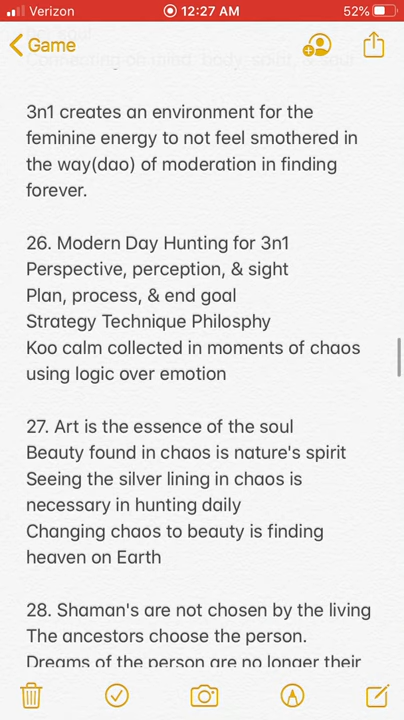 Verizon 12:27 AM 52%
Game
3n1 creates an environment for the
feminine energy to not feel smothered in
the way(dao) of moderation in finding
forever.
26. Modern Day Hunting for 3n1
Perspective, perception, & sight
Plan, process, & end goal
Strategy Technique Philosphy
Koo calm collected in moments of chaos
using logic over emotion
27. Art is the essence of the soul
Beauty found in chaos is nature's spirit
Seeing the silver lining in chaos is
necessary in hunting daily
Changing chaos to beauty is finding
heaven on Earth
28. Shaman's are not chosen by the living
The ancestors choose the person.
Dreams of the person are no longer their